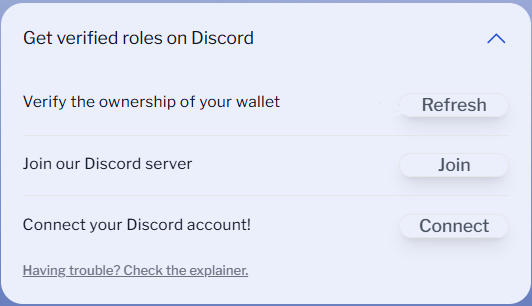 Get verified roles on Discord
Verify the ownership of your wallet
Refresh
Join our Discord server
Join
Connect your Discord account!
Connect
Having trouble? Check the explainer.